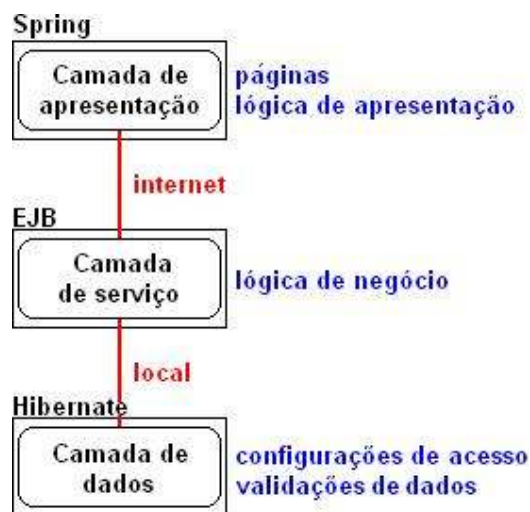 Spring
Camada de
apresentação
páginas
lógica de apresentação
internet
EJB
Camada
de serviço
lógica de negócio
local
Hibernate
Camada de
dados
configurações de acesso
validações de dados